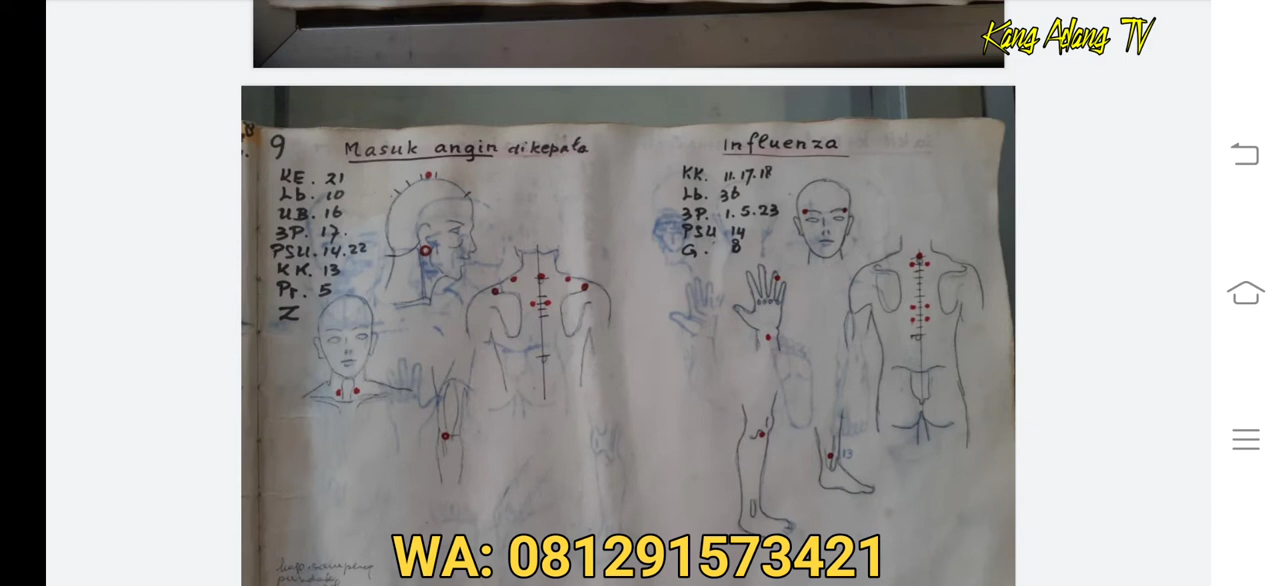 Kang Adang TV
9
Masuk angin dikepala
KE. 21
Lb. 10
UB. 16
3P. 17.
PSU. 14.22
KK. 13
Pr. 5
Z
Influenza
KK. 11.17.18
Lb. 36
3P. 1.5.23
PSU 14
G. 8
13
WA: 081291573421